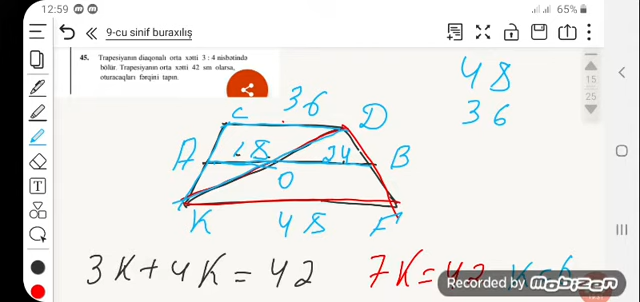 12:59
65%
9-cu sinif buraxılış
45. Trapesiyanın diaqonalı orta xətti 3 : 4 nisbətində
bölür. Trapesiyanın orta xətti 42 sm olarsa,
oturacaqları fərqini tapın.
48
36
15
25
36
C
D
A
18
24
B
O
K
48
F
3K+4K=42
7K=42
K=6
Recorded by mobizen